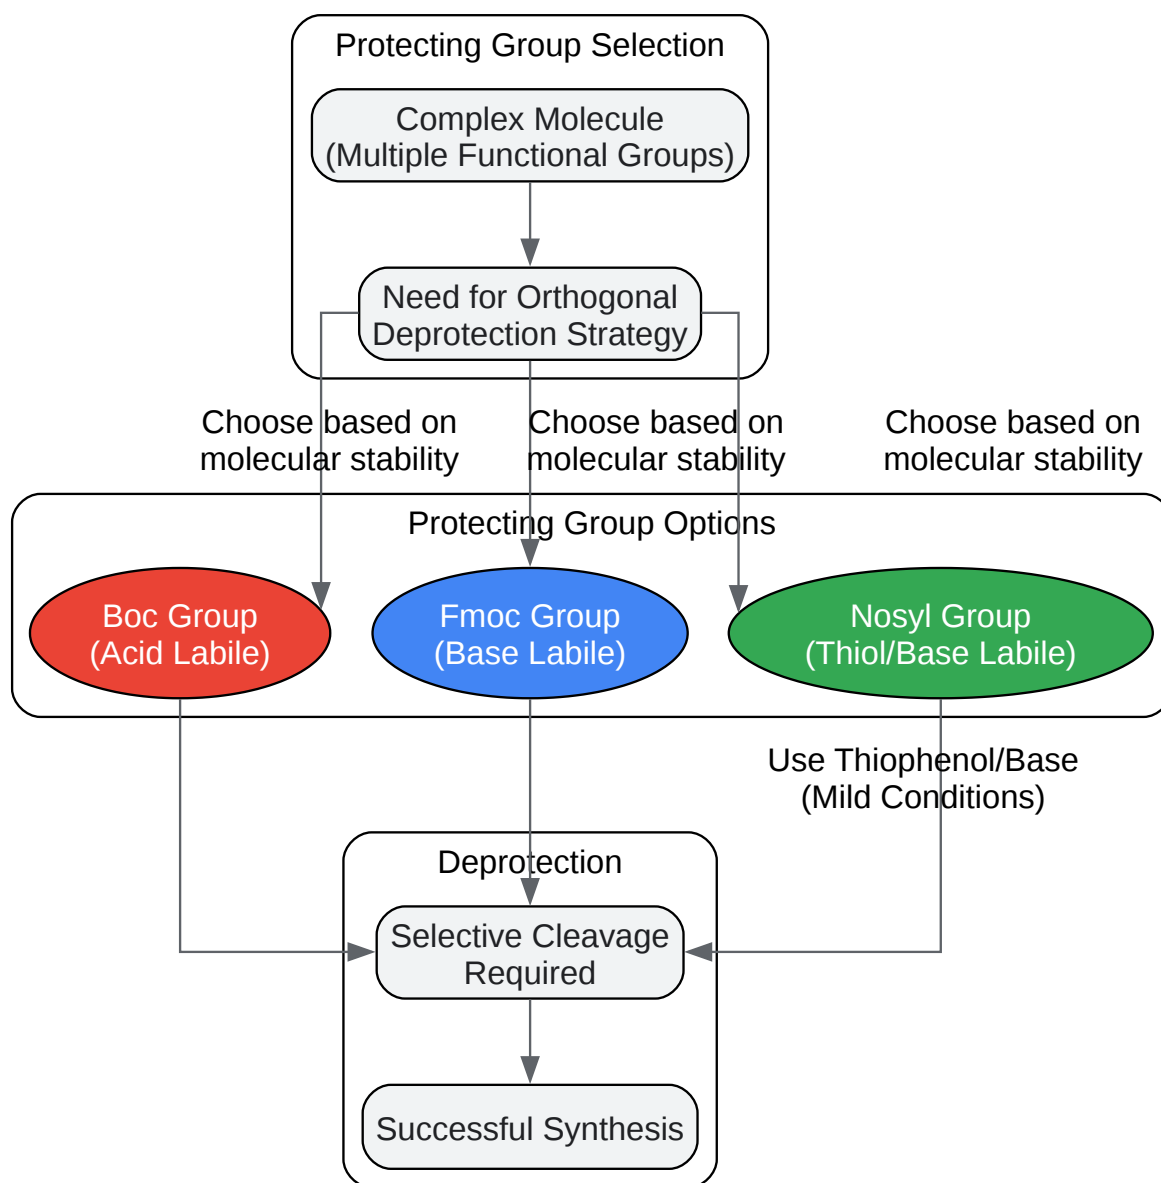 Protecting Group Selection
Complex Molecule
(Multiple Functional Groups)
Need for Orthogonal
Deprotection Strategy
Choose based on
molecular stability
Choose based on
molecular stability
Choose based on
molecular stability
Protecting Group Options
Boc Group
(Acid Labile)
Fmoc Group
(Base Labile)
Nosyl Group
(Thiol/Base Labile)
Use Thiophenol/Base
(Mild Conditions)
Deprotection
Selective Cleavage
Required
Successful Synthesis